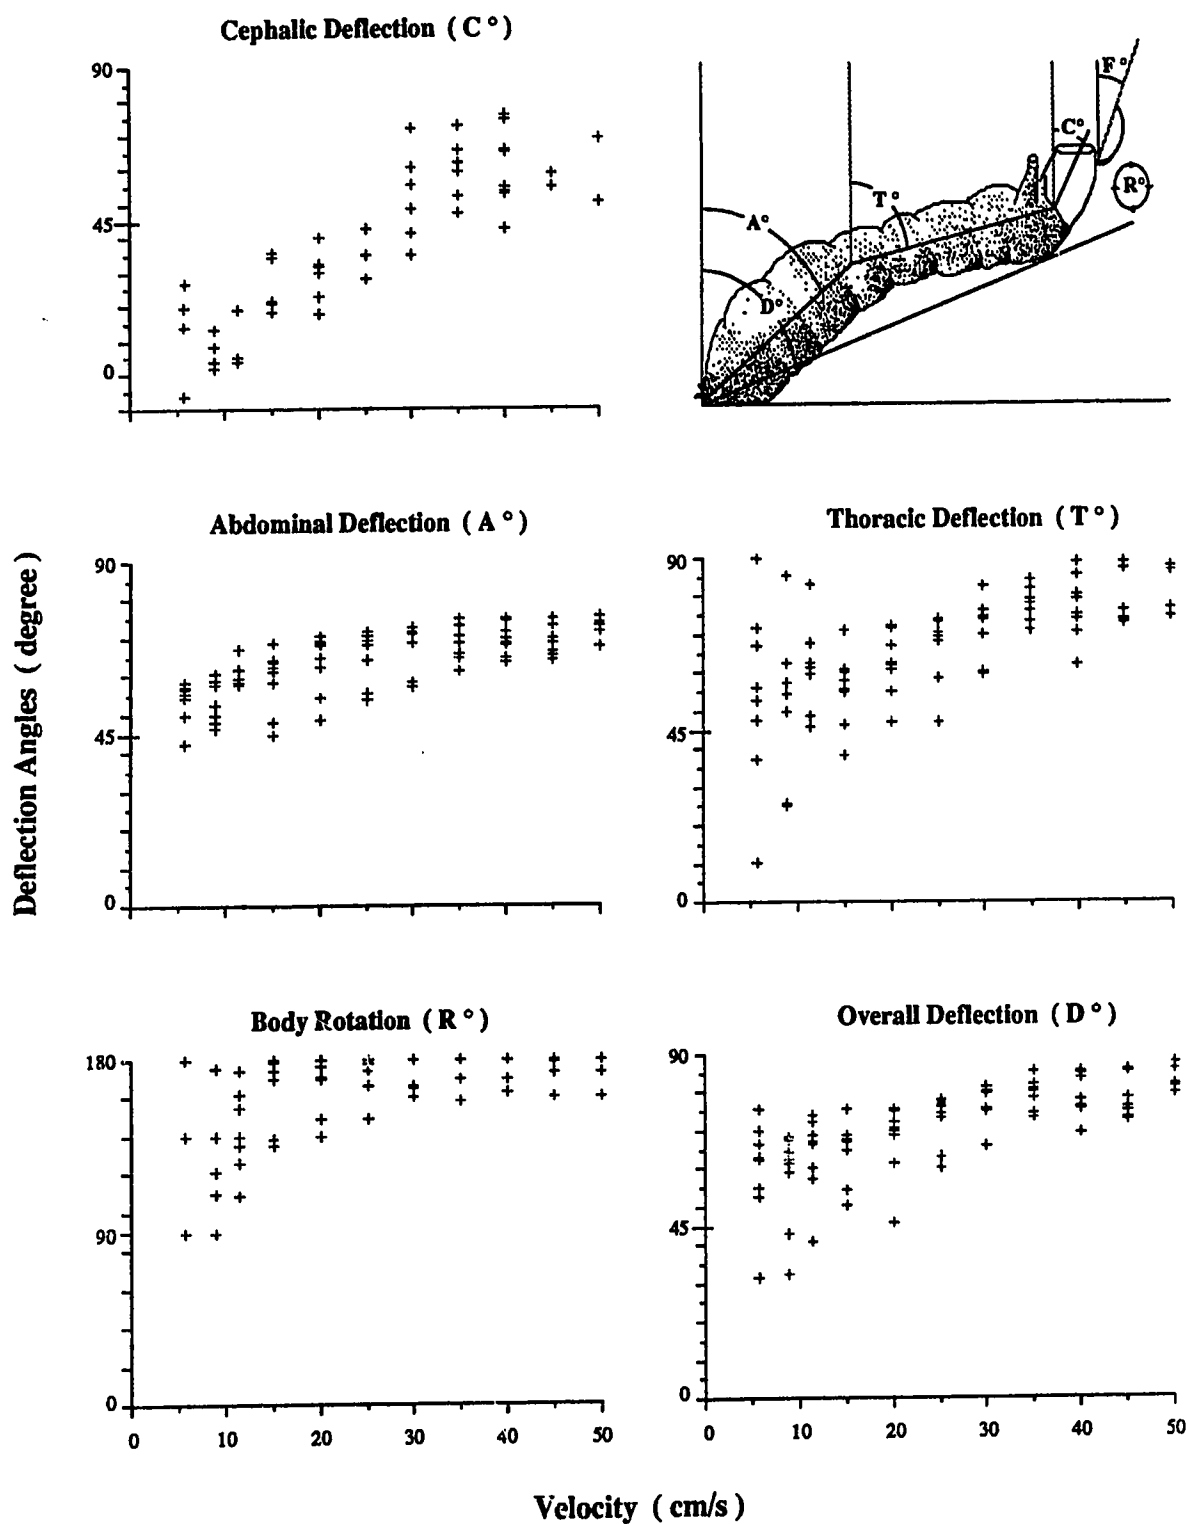 Cephalic Deflection ( C ° )
90
45
0
F °
C °
R°
T °
A °
D °
Deflection Angles ( degree )
Abdominal Deflection ( A ° )
90
45
0
Thoracic Deflection ( T ° )
90
45
0
Body Rotation ( R ° )
180
90
0
0 10 20 30 40 50
Overall Deflection ( D ° )
90
45
0
0 10 20 30 40 50
Velocity ( cm/s )